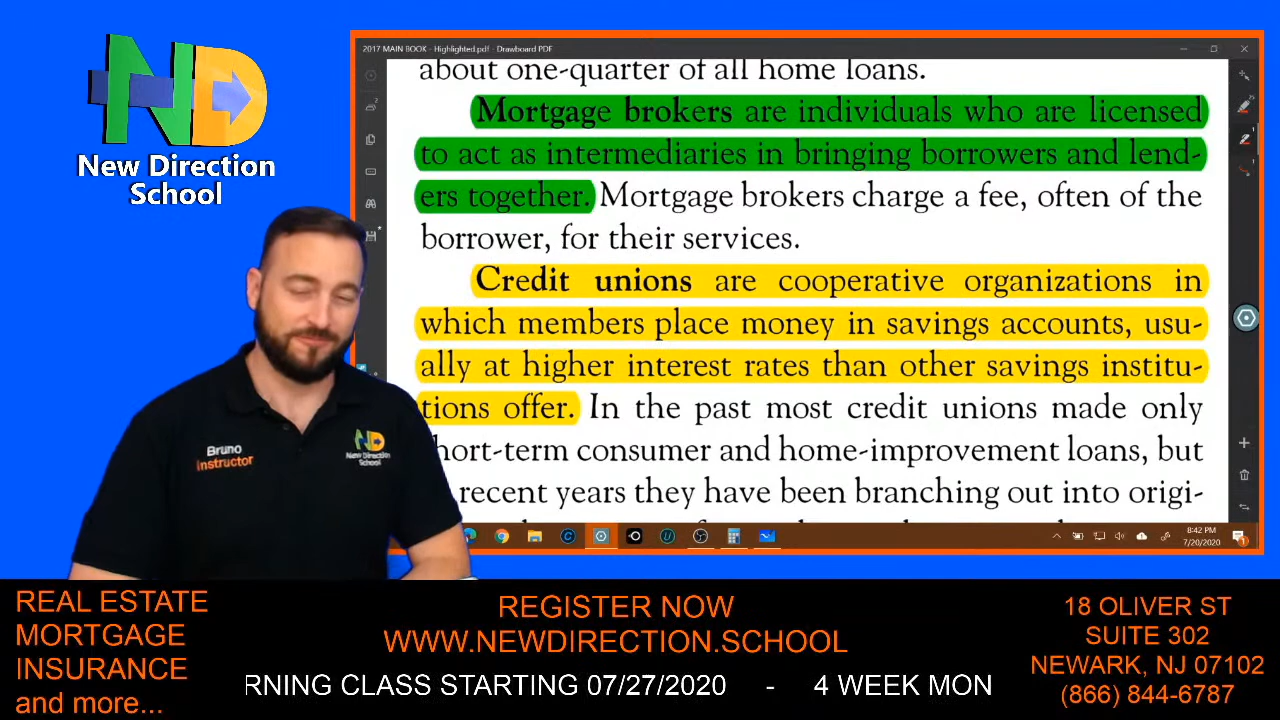 ND
New Direction
School
2017 MAIN BOOK - Highlighted.pdf - Drawboard PDF
about one-quarter of all home loans.
Mortgage brokers are individuals who are licensed
to act as intermediaries in bringing borrowers and lend-
ers together. Mortgage brokers charge a fee, often of the
borrower, for their services.
Credit unions are cooperative organizations in
which members place money in savings accounts, usu-
ally at higher interest rates than other savings institu-
tions offer. In the past most credit unions made only
hort-term consumer and home-improvement loans, but
recent years they have been branching out into origi-
8:42 PM
7/20/2020
Bruno
Instructor
ND
New Direction
School
REAL ESTATE
MORTGAGE
INSURANCE
and more...
REGISTER NOW
WWW.NEWDIRECTION.SCHOOL
RNING CLASS STARTING 07/27/2020 - 4 WEEK MON
18 OLIVER ST
SUITE 302
NEWARK, NJ 07102
(866) 844-6787